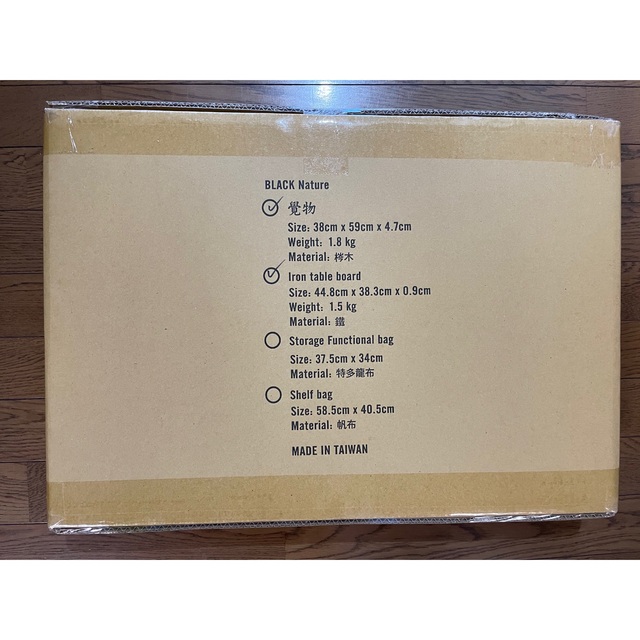 BLACK Nature
覺物
Size: 38cm x 59cm x 4.7cm
Weight: 1.8 kg
Material: 梣木
Iron table board
Size: 44.8cm x 38.3cm x 0.9cm
Weight: 1.5 kg
Material: 鐵
Storage Functional bag
Size: 37.5cm x 34cm
Material: 特多龍布
Shelf bag
Size: 58.5cm x 40.5cm
Material: 帆布
MADE IN TAIWAN